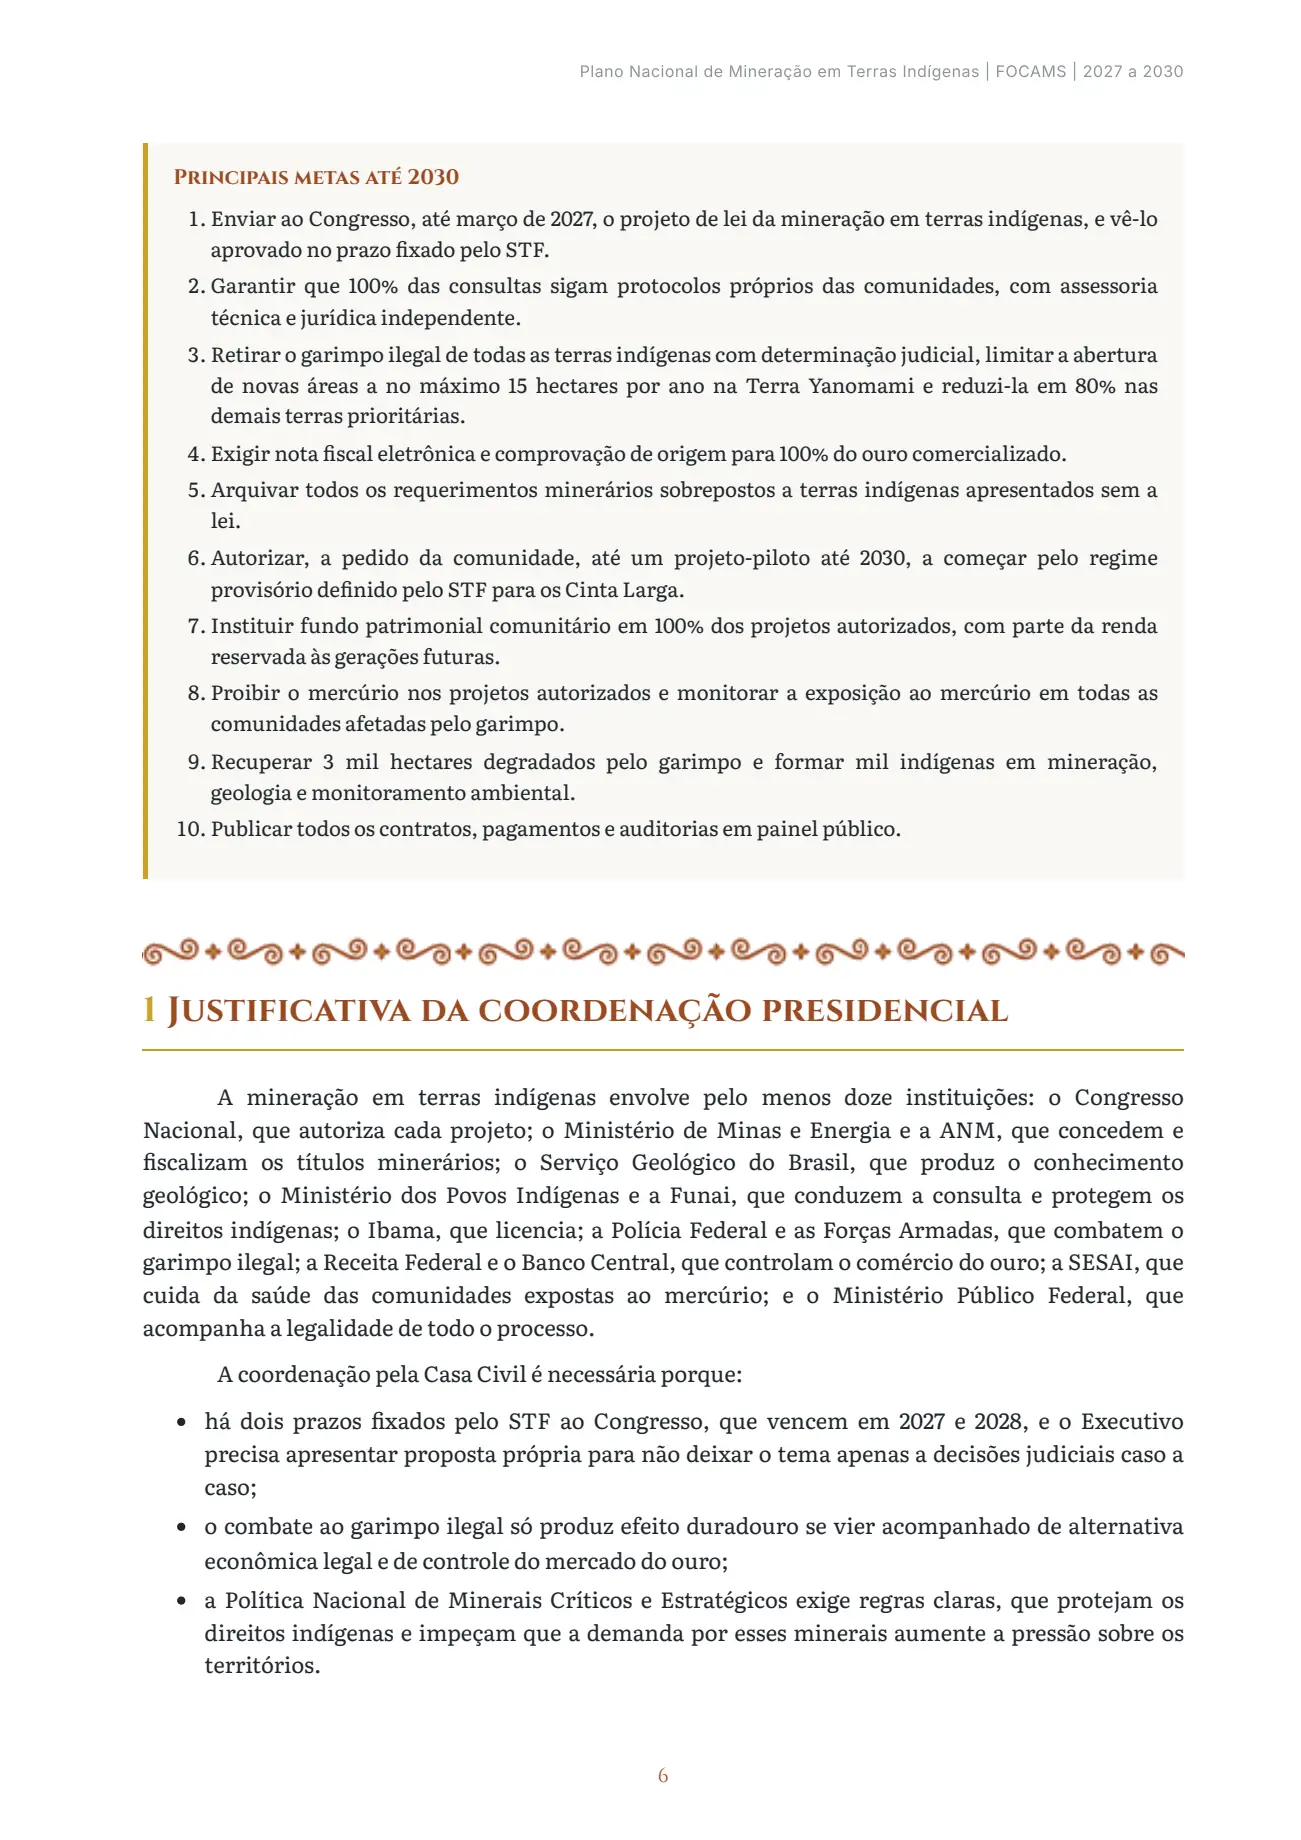 Plano Nacional de Mineração em Terras Indígenas | FOCAMS | 2027 a 2030
Principais metas até 2030
1. Enviar ao Congresso, até março de 2027, o projeto de lei da mineração em terras indígenas, e vê-lo
aprovado no prazo fixado pelo STF.
2. Garantir que 100% das consultas sigam protocolos próprios das comunidades, com assessoria
técnica e jurídica independente.
3. Retirar o garimpo ilegal de todas as terras indígenas com determinação judicial, limitar a abertura
de novas áreas a no máximo 15 hectares por ano na Terra Yanomami e reduzi-la em 80% nas
demais terras prioritárias.
4. Exigir nota fiscal eletrônica e comprovação de origem para 100% do ouro comercializado.
5. Arquivar todos os requerimentos minerários sobrepostos a terras indígenas apresentados sem a
lei.
6. Autorizar, a pedido da comunidade, até um projeto-piloto até 2030, a começar pelo regime
provisório definido pelo STF para os Cinta Larga.
7. Instituir fundo patrimonial comunitário em 100% dos projetos autorizados, com parte da renda
reservada às gerações futuras.
8. Proibir o mercúrio nos projetos autorizados e monitorar a exposição ao mercúrio em todas as
comunidades afetadas pelo garimpo.
9. Recuperar 3 mil hectares degradados pelo garimpo e formar mil indígenas em mineração,
geologia e monitoramento ambiental.
10. Publicar todos os contratos, pagamentos e auditorias em painel público.
1 Justificativa da coordenação presidencial
A mineração em terras indígenas envolve pelo menos doze instituições: o Congresso
Nacional, que autoriza cada projeto; o Ministério de Minas e Energia e a ANM, que concedem e
fiscalizam os títulos minerários; o Serviço Geológico do Brasil, que produz o conhecimento
geológico; o Ministério dos Povos Indígenas e a Funai, que conduzem a consulta e protegem os
direitos indígenas; o Ibama, que licencia; a Polícia Federal e as Forças Armadas, que combatem o
garimpo ilegal; a Receita Federal e o Banco Central, que controlam o comércio do ouro; a SESAI, que
cuida da saúde das comunidades expostas ao mercúrio; e o Ministério Público Federal, que
acompanha a legalidade de todo o processo.
A coordenação pela Casa Civil é necessária porque:
• há dois prazos fixados pelo STF ao Congresso, que vencem em 2027 e 2028, e o Executivo
precisa apresentar proposta própria para não deixar o tema apenas a decisões judiciais caso a
caso;
• o combate ao garimpo ilegal só produz efeito duradouro se vier acompanhado de alternativa
econômica legal e de controle do mercado do ouro;
• a Política Nacional de Minerais Críticos e Estratégicos exige regras claras, que protejam os
direitos indígenas e impeçam que a demanda por esses minerais aumente a pressão sobre os
territórios.
6